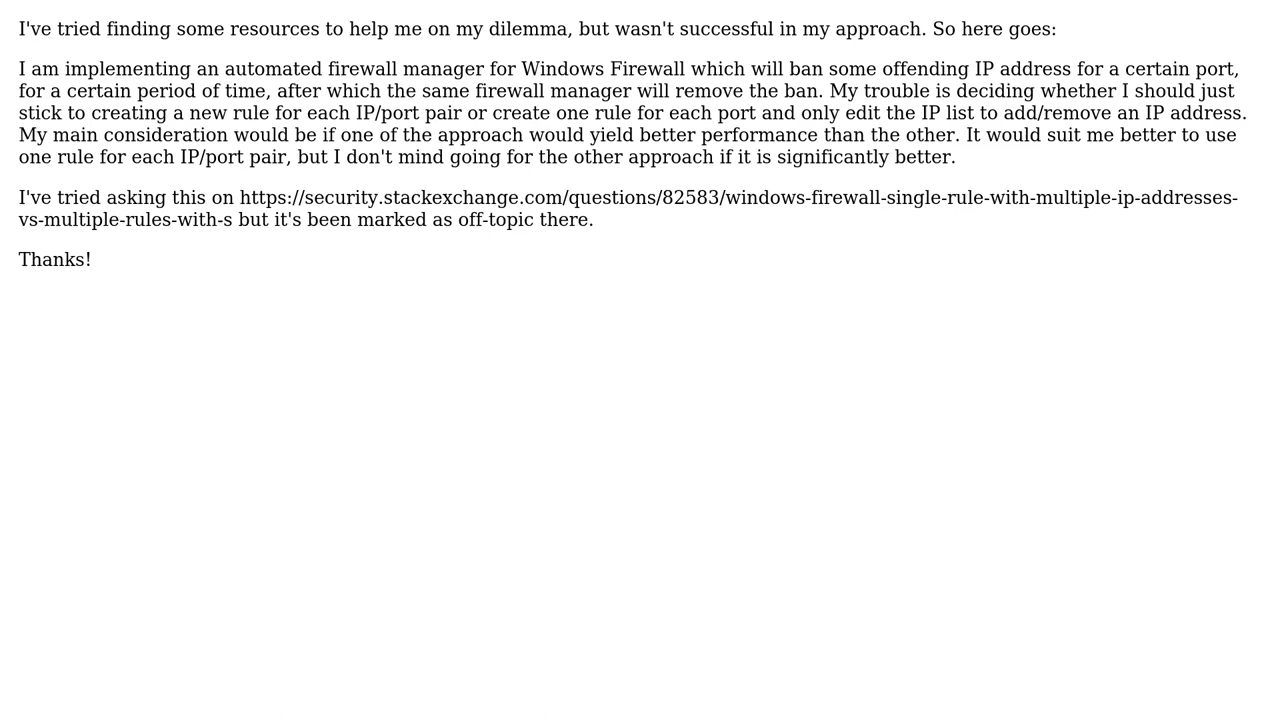 I've tried finding some resources to help me on my dilemma, but wasn't successful in my approach. So here goes:
I am implementing an automated firewall manager for Windows Firewall which will ban some offending IP address for a certain port,
for a certain period of time, after which the same firewall manager will remove the ban. My trouble is deciding whether I should just
stick to creating a new rule for each IP/port pair or create one rule for each port and only edit the IP list to add/remove an IP address.
My main consideration would be if one of the approach would yield better performance than the other. It would suit me better to use
one rule for each IP/port pair, but I don't mind going for the other approach if it is significantly better.
I've tried asking this on https://security.stackexchange.com/questions/82583/windows-firewall-single-rule-with-multiple-ip-addresses-
vs-multiple-rules-with-s but it's been marked as off-topic there.
Thanks!